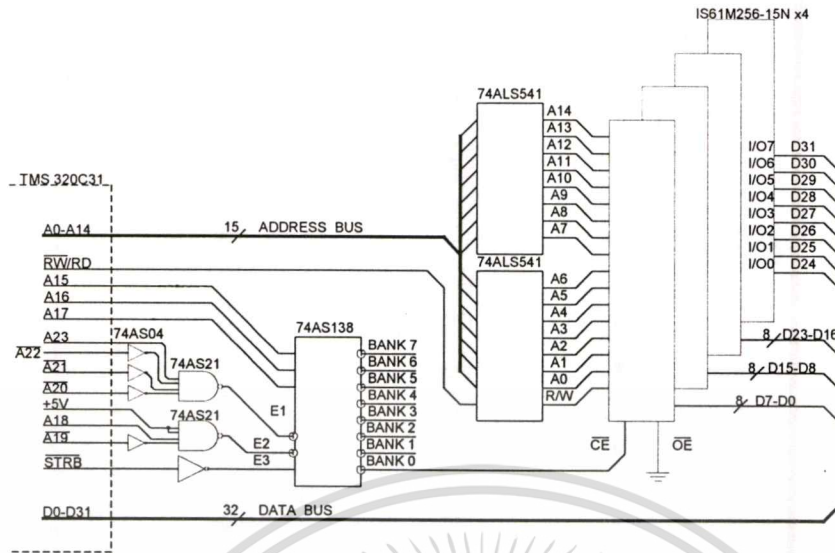 IS61M256-15N x4
74ALS541
A14
A13
A12
A11
A10
A9
A8
A7
I/O7 D31
I/O6 D30
I/O5 D29
I/O4 D28
I/O3 D27
I/O2 D26
I/O1 D25
I/O0 D24
TMS 320C31
A0-A14
15 ADDRESS BUS
RW/RD
A15
A16
A17
74ALS541
A6
A5
A4
A3
A2
A1
A0
R/W
A23
74AS04
A22
A21
A20
+5V
A18
A19
STRB
74AS21
74AS21
E1
E2
E3
74AS138
BANK 7
BANK 6
BANK 5
BANK 4
BANK 3
BANK 2
BANK 1
BANK 0
8 D23-D16
8 D15-D8
8 D7-D0
CE
OE
D0-D31
32 DATA BUS